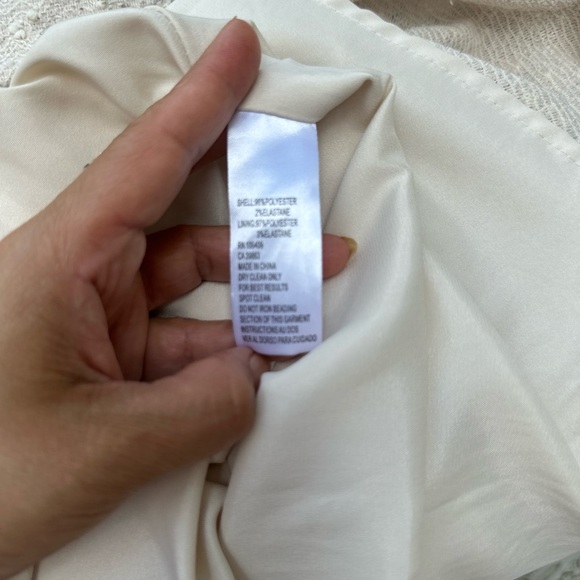 SHELL:98%POLYESTER
2%ELASTANE
LINING:97%POLYESTER
3%ELASTANE
RN
CA
MADE IN CHINA
DRY CLEAN ONLY
FOR BEST RESULTS
SPOT CLEAN
DO NOT IRON BEADING
SECTION OF THIS GARMENT
INSTRUCTIONS AU DOS
AL DORSO PARA CUIDADO